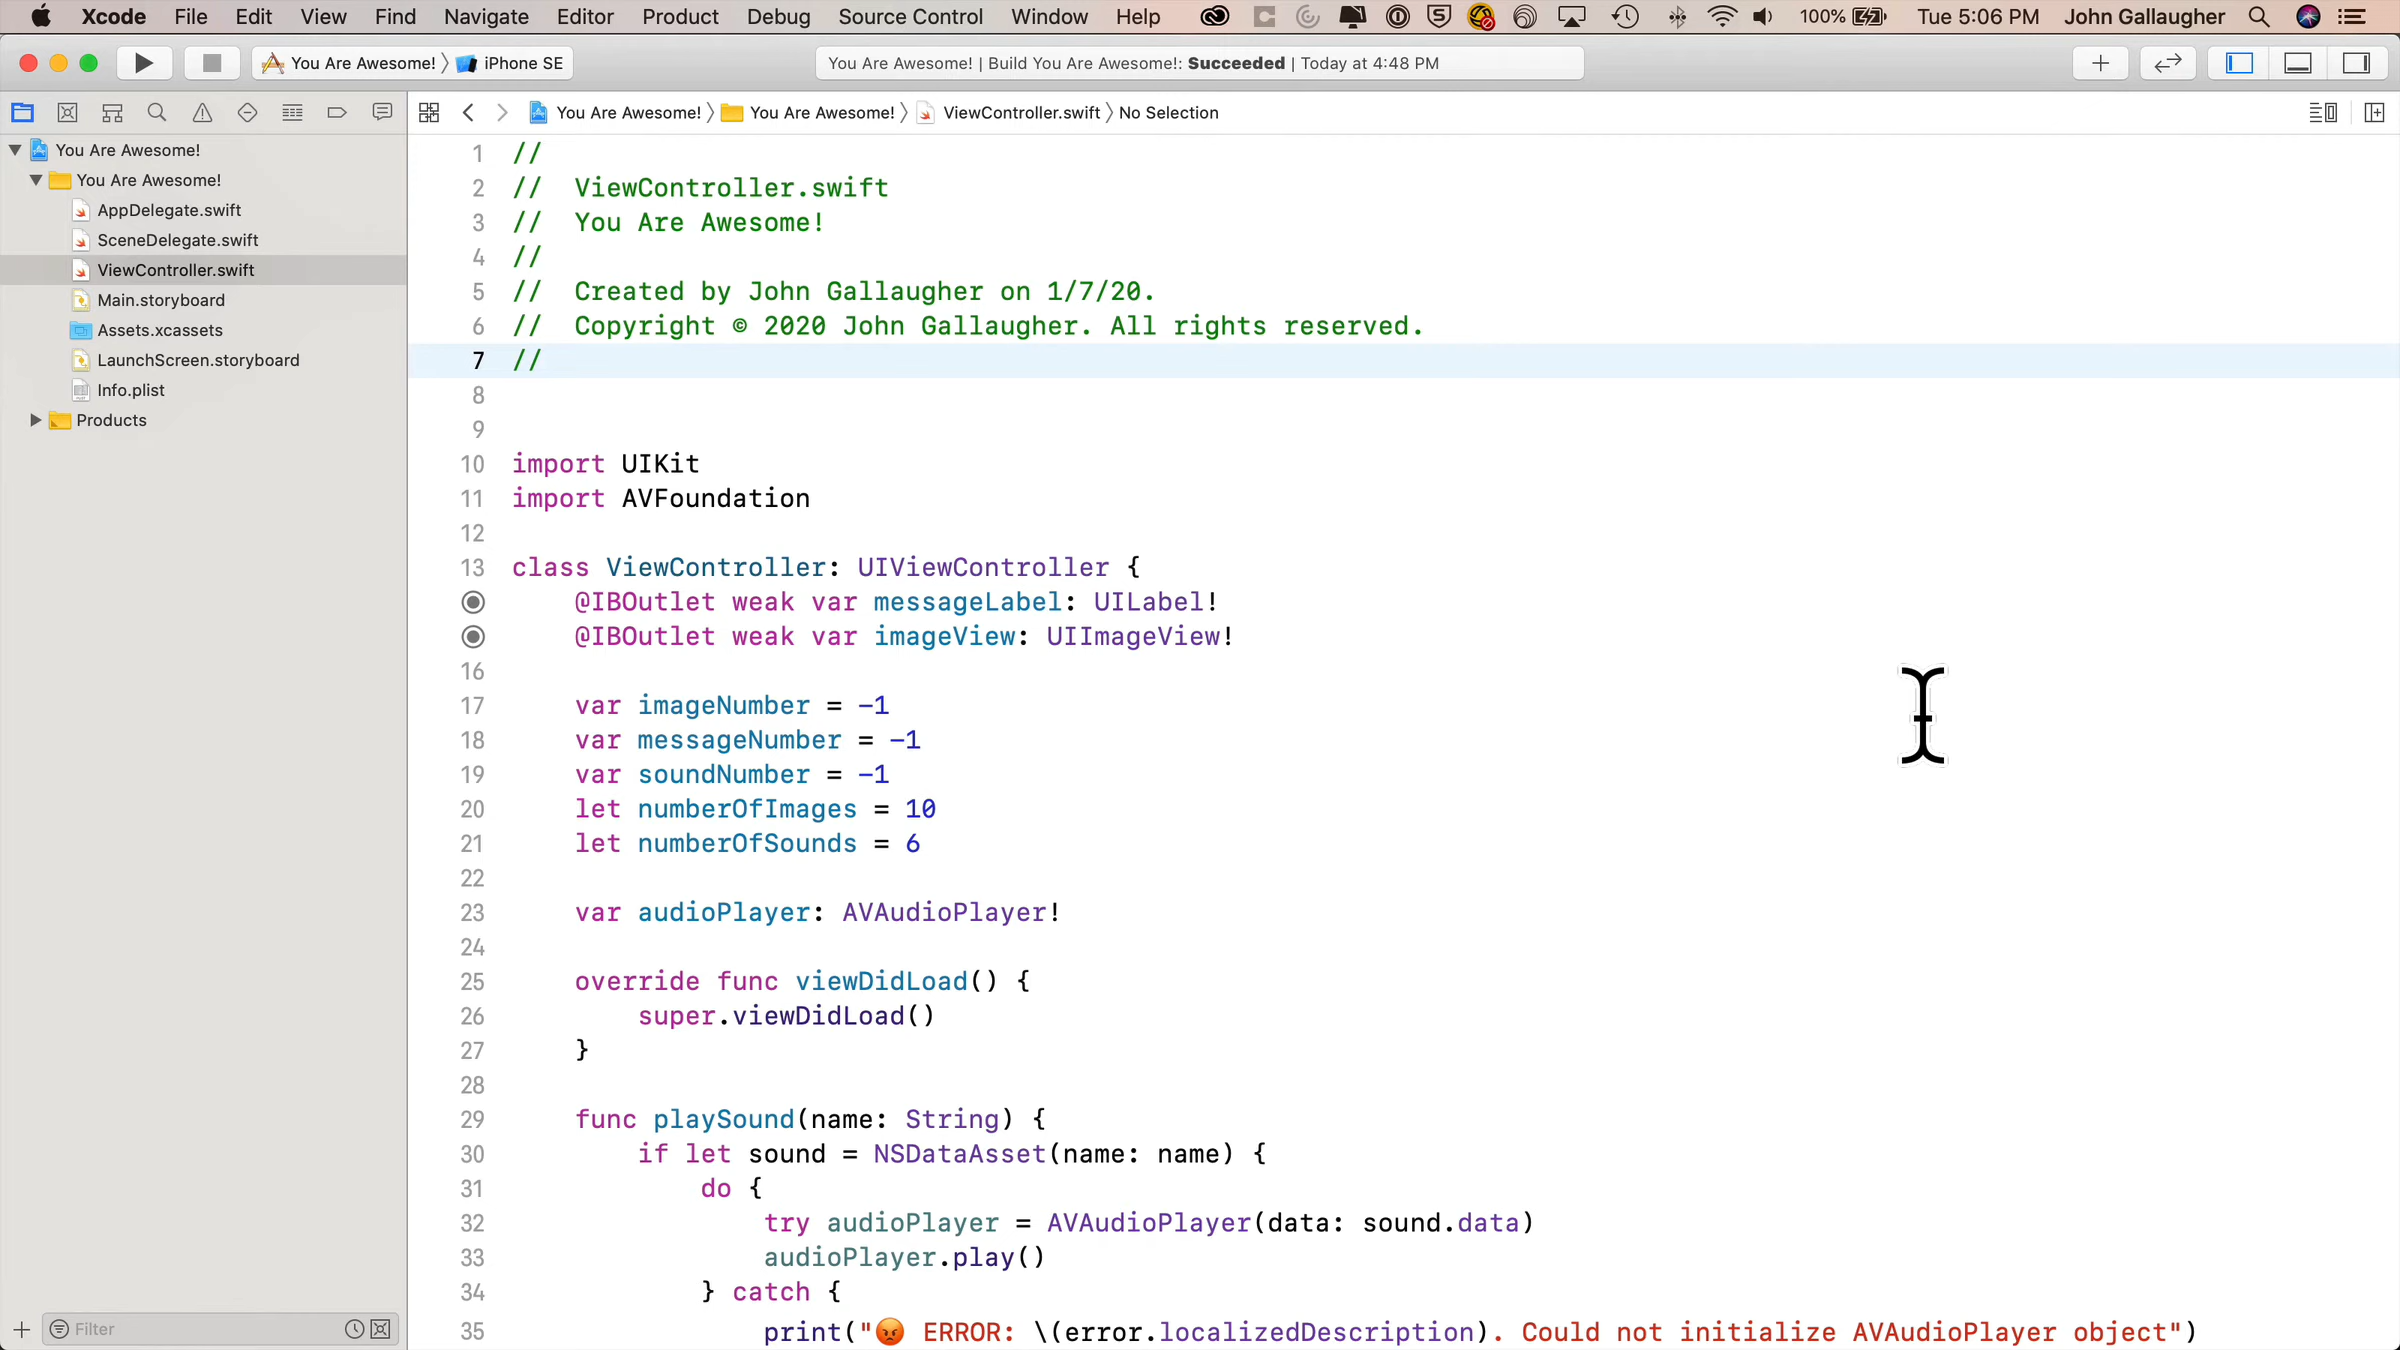 Xcode File Edit View Find Navigate Editor Product Debug Source Control Window Help 100% Tue 5:06 PM John Gallaugher
You Are Awesome! iPhone SE You Are Awesome! | Build You Are Awesome!: Succeeded | Today at 4:48 PM
You Are Awesome! You Are Awesome! ViewController.swift No Selection
You Are Awesome!
You Are Awesome!
AppDelegate.swift
SceneDelegate.swift
ViewController.swift
Main.storyboard
Assets.xcassets
LaunchScreen.storyboard
Info.plist
Products
Filter
1 //
2 //  ViewController.swift
3 //  You Are Awesome!
4 //
5 //  Created by John Gallaugher on 1/7/20.
6 //  Copyright © 2020 John Gallaugher. All rights reserved.
7 //
8
9
10 import UIKit
11 import AVFoundation
12
13 class ViewController: UIViewController {
@IBOutlet weak var messageLabel: UILabel!
@IBOutlet weak var imageView: UIImageView!
16
17 var imageNumber = -1
18 var messageNumber = -1
19 var soundNumber = -1
20 let numberOfImages = 10
21 let numberOfSounds = 6
22
23 var audioPlayer: AVAudioPlayer!
24
25 override func viewDidLoad() {
26 super.viewDidLoad()
27 }
28
29 func playSound(name: String) {
30 if let sound = NSDataAsset(name: name) {
31 do {
32 try audioPlayer = AVAudioPlayer(data: sound.data)
33 audioPlayer.play()
34 } catch {
35 print("😡 ERROR: \(error.localizedDescription). Could not initialize AVAudioPlayer object")